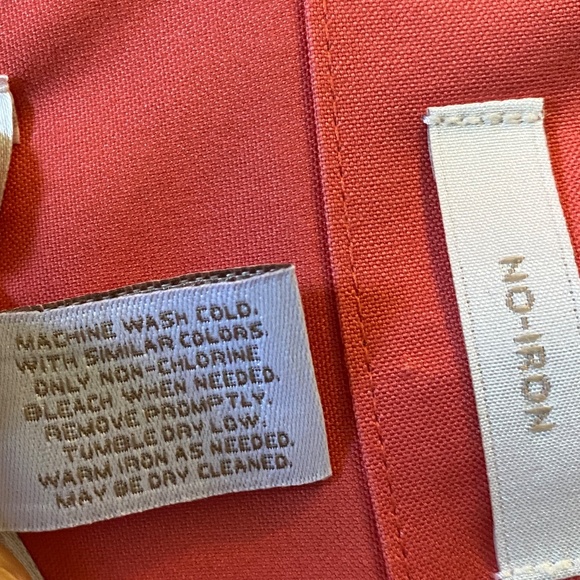 MACHINE WASH COLD.
WITH SIMILAR COLORS.
ONLY NON-CHLORINE
BLEACH, WHEN NEEDED.
REMOVE PROMPTLY.
TUMBLE DRY LOW.
WARM IRON AS NEEDED.
MAY BE DRY CLEANED.
NO-IRON